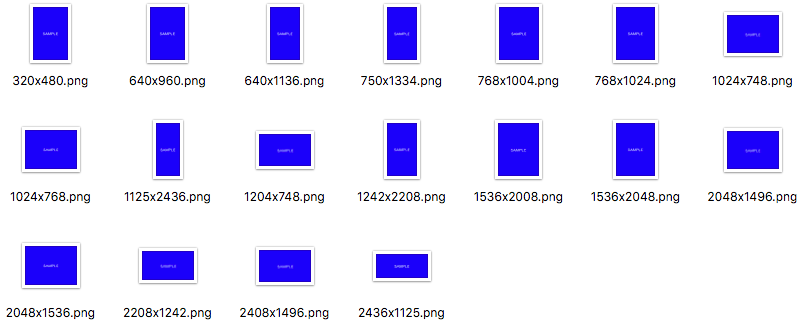 SAMPLE SAMPLE SAMPLE SAMPLE SAMPLE SAMPLE SAMPLE
320x480.png 640x960.png 640x1136.png 750x1334.png 768x1004.png 768x1024.png 1024x748.png
SAMPLE SAMPLE SAMPLE SAMPLE SAMPLE SAMPLE SAMPLE
1024x768.png 1125x2436.png 1204x748.png 1242x2208.png 1536x2008.png 1536x2048.png 2048x1496.png
SAMPLE SAMPLE SAMPLE SAMPLE
2048x1536.png 2208x1242.png 2408x1496.png 2436x1125.png